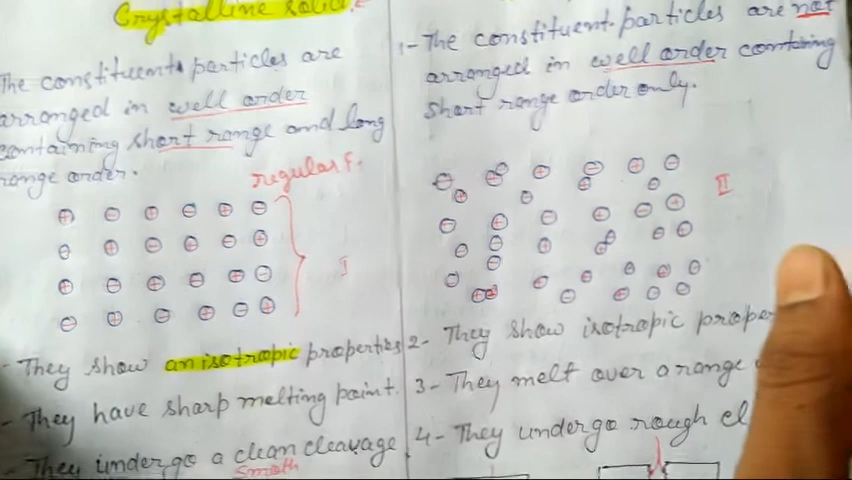 Crystalline Solid
The constituent particles are
arranged in well order
containing short range and long
range order.
regular f.
I
- They show anisotropic properties
- They have sharp melting point.
- They undergo a clean cleavage
Smoth
1- The constituent particles are not
arranged in well order containing
short range order only.
II
2- They show isotropic
3- They melt over a range
4- They undergo rough